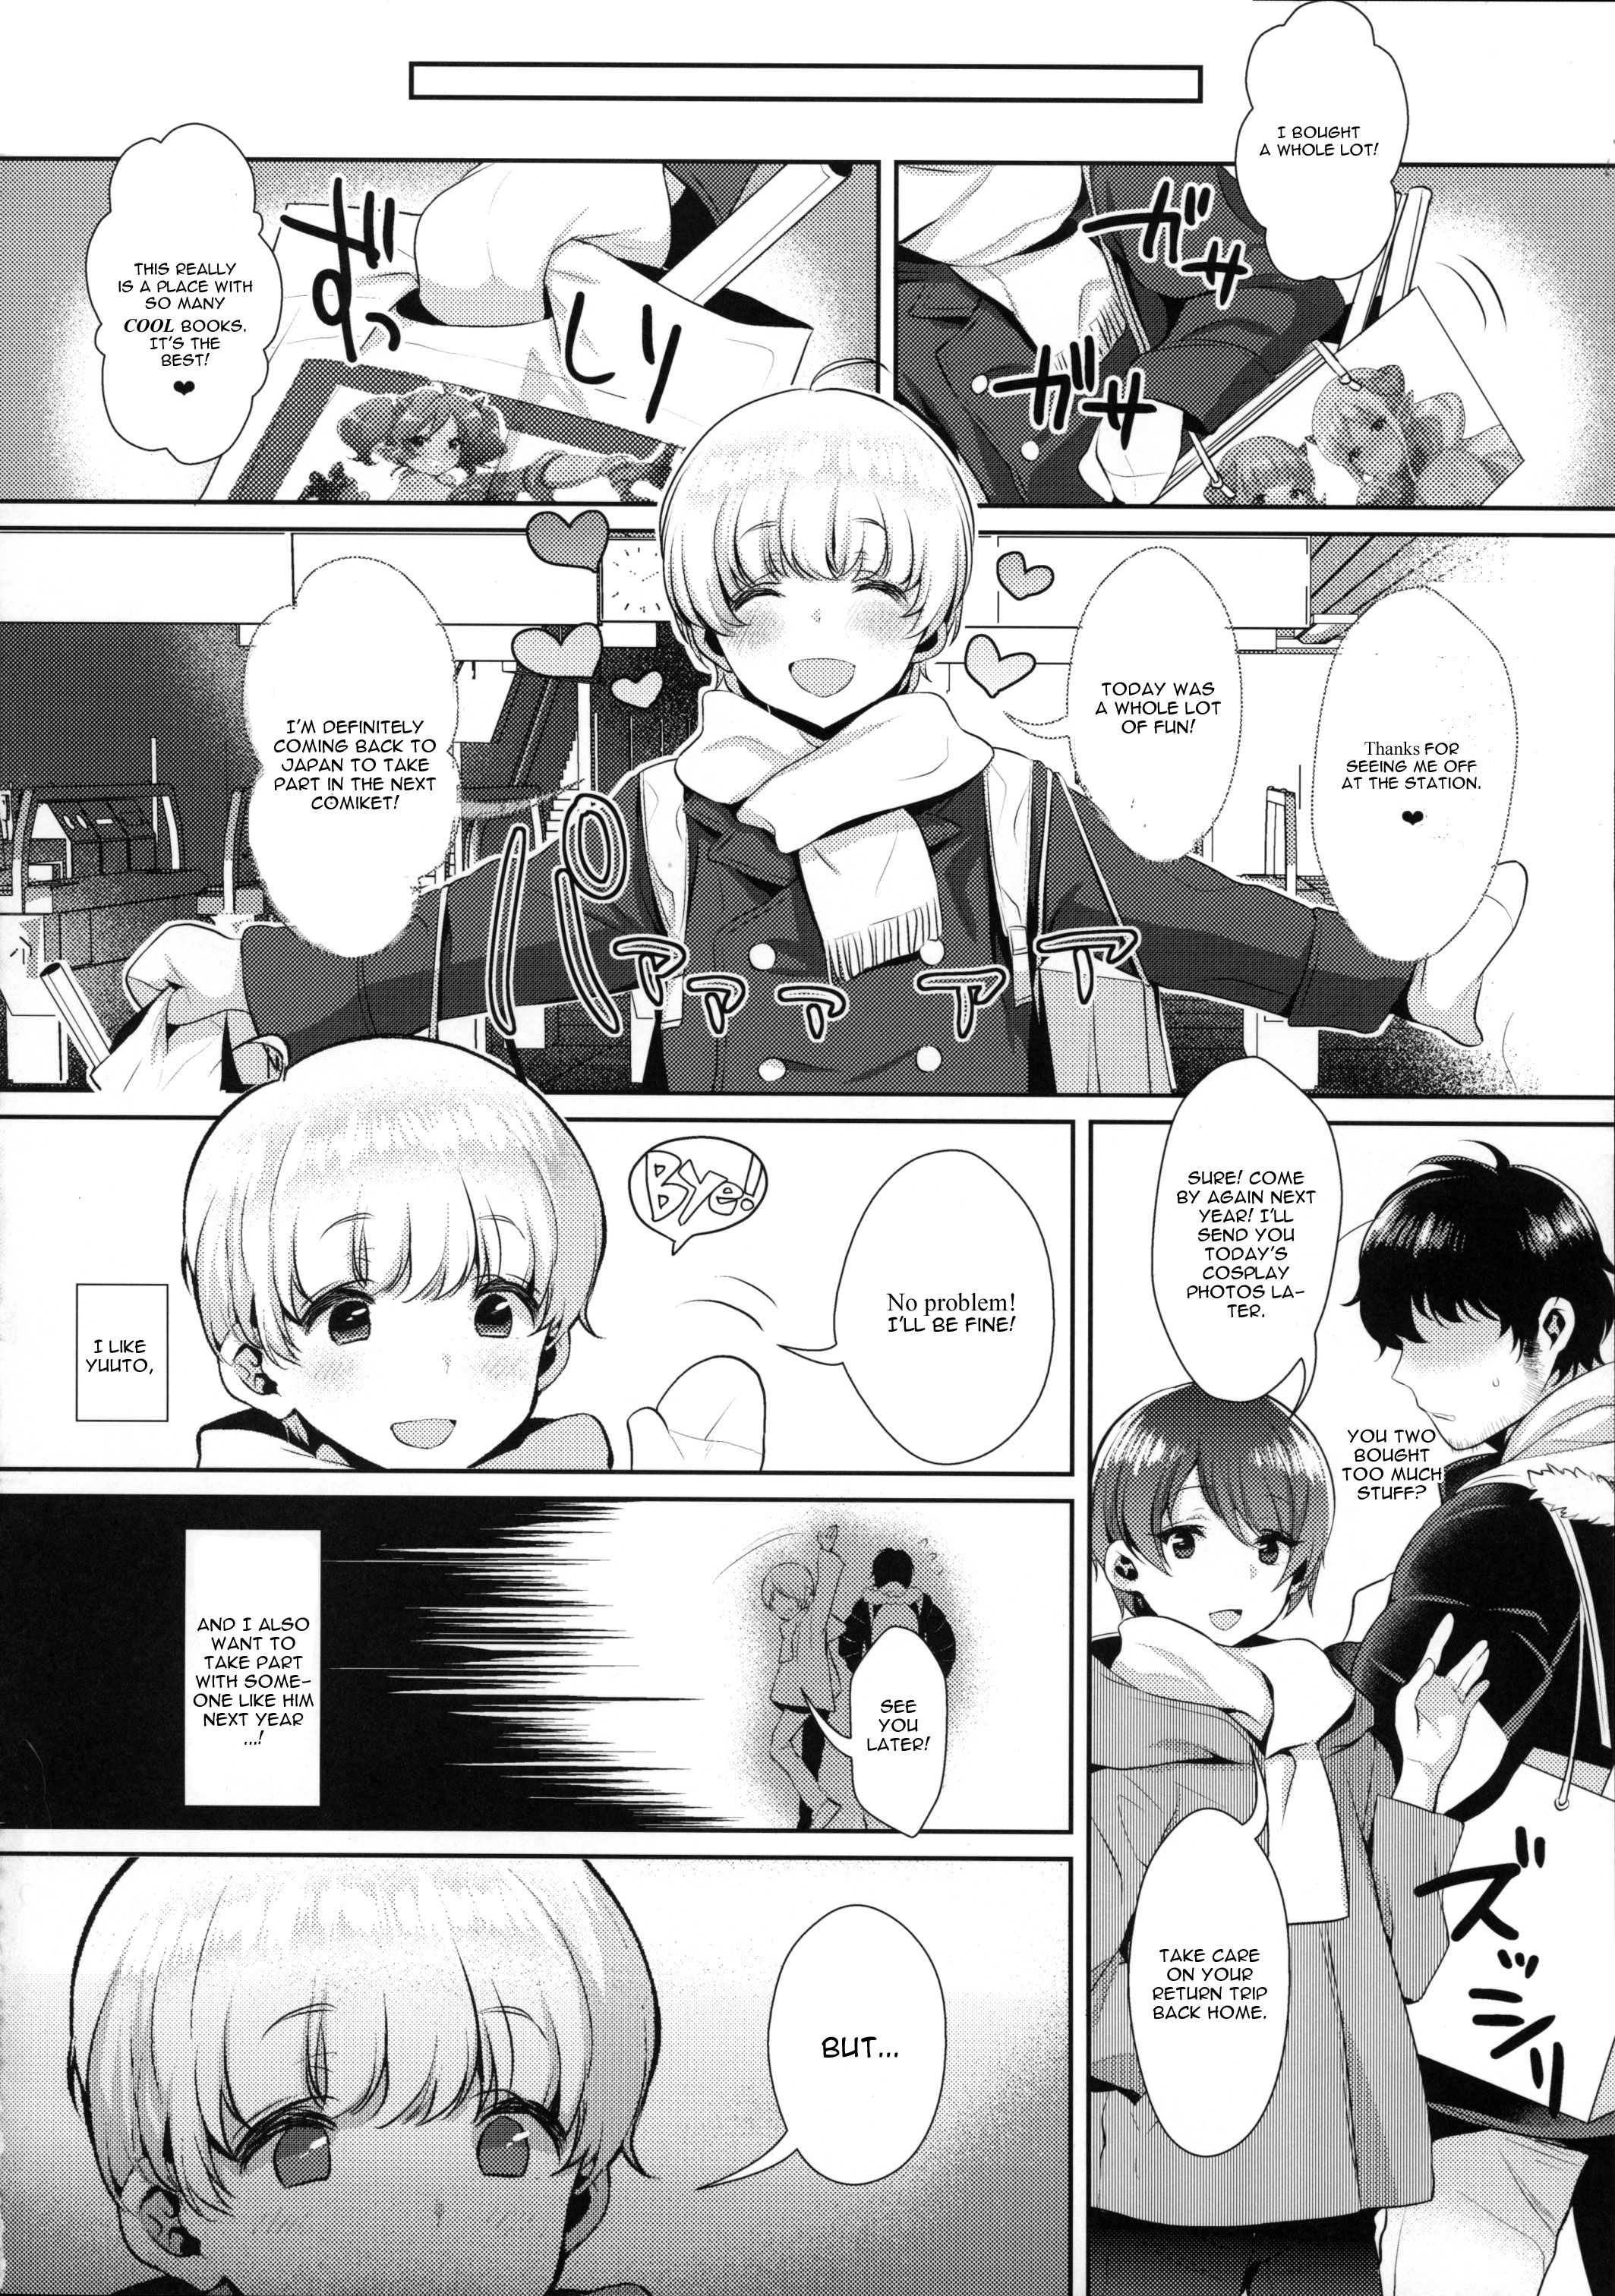 I BOUGHT
A WHOLE LOT!
ガサ
ガサ
THIS REALLY
IS A PLACE WITH
SO MANY
COOL BOOKS.
IT'S THE
BEST!
❤
ずっ
しり
Thanks FOR
SEEING ME OFF
AT THE STATION.
❤
TODAY WAS
A WHOLE LOT
OF FUN!
I'M DEFINITELY
COMING BACK TO
JAPAN TO TAKE
PART IN THE NEXT
COMIKET!
パァァァァァ
SURE! COME
BY AGAIN NEXT
YEAR! I'LL
SEND YOU
TODAY'S
COSPLAY
PHOTOS LA-
TER.
YOU TWO
BOUGHT
TOO MUCH
STUFF?
ズッシリ
TAKE CARE
ON YOUR
RETURN TRIP
BACK HOME.
No problem!
I'LL BE FINE!
Bye!
I LIKE
YUUTO,
SEE
YOU
LATER!
AND I ALSO
WANT TO
TAKE PART
WITH SOME-
ONE LIKE HIM
NEXT YEAR
...!
BUT...